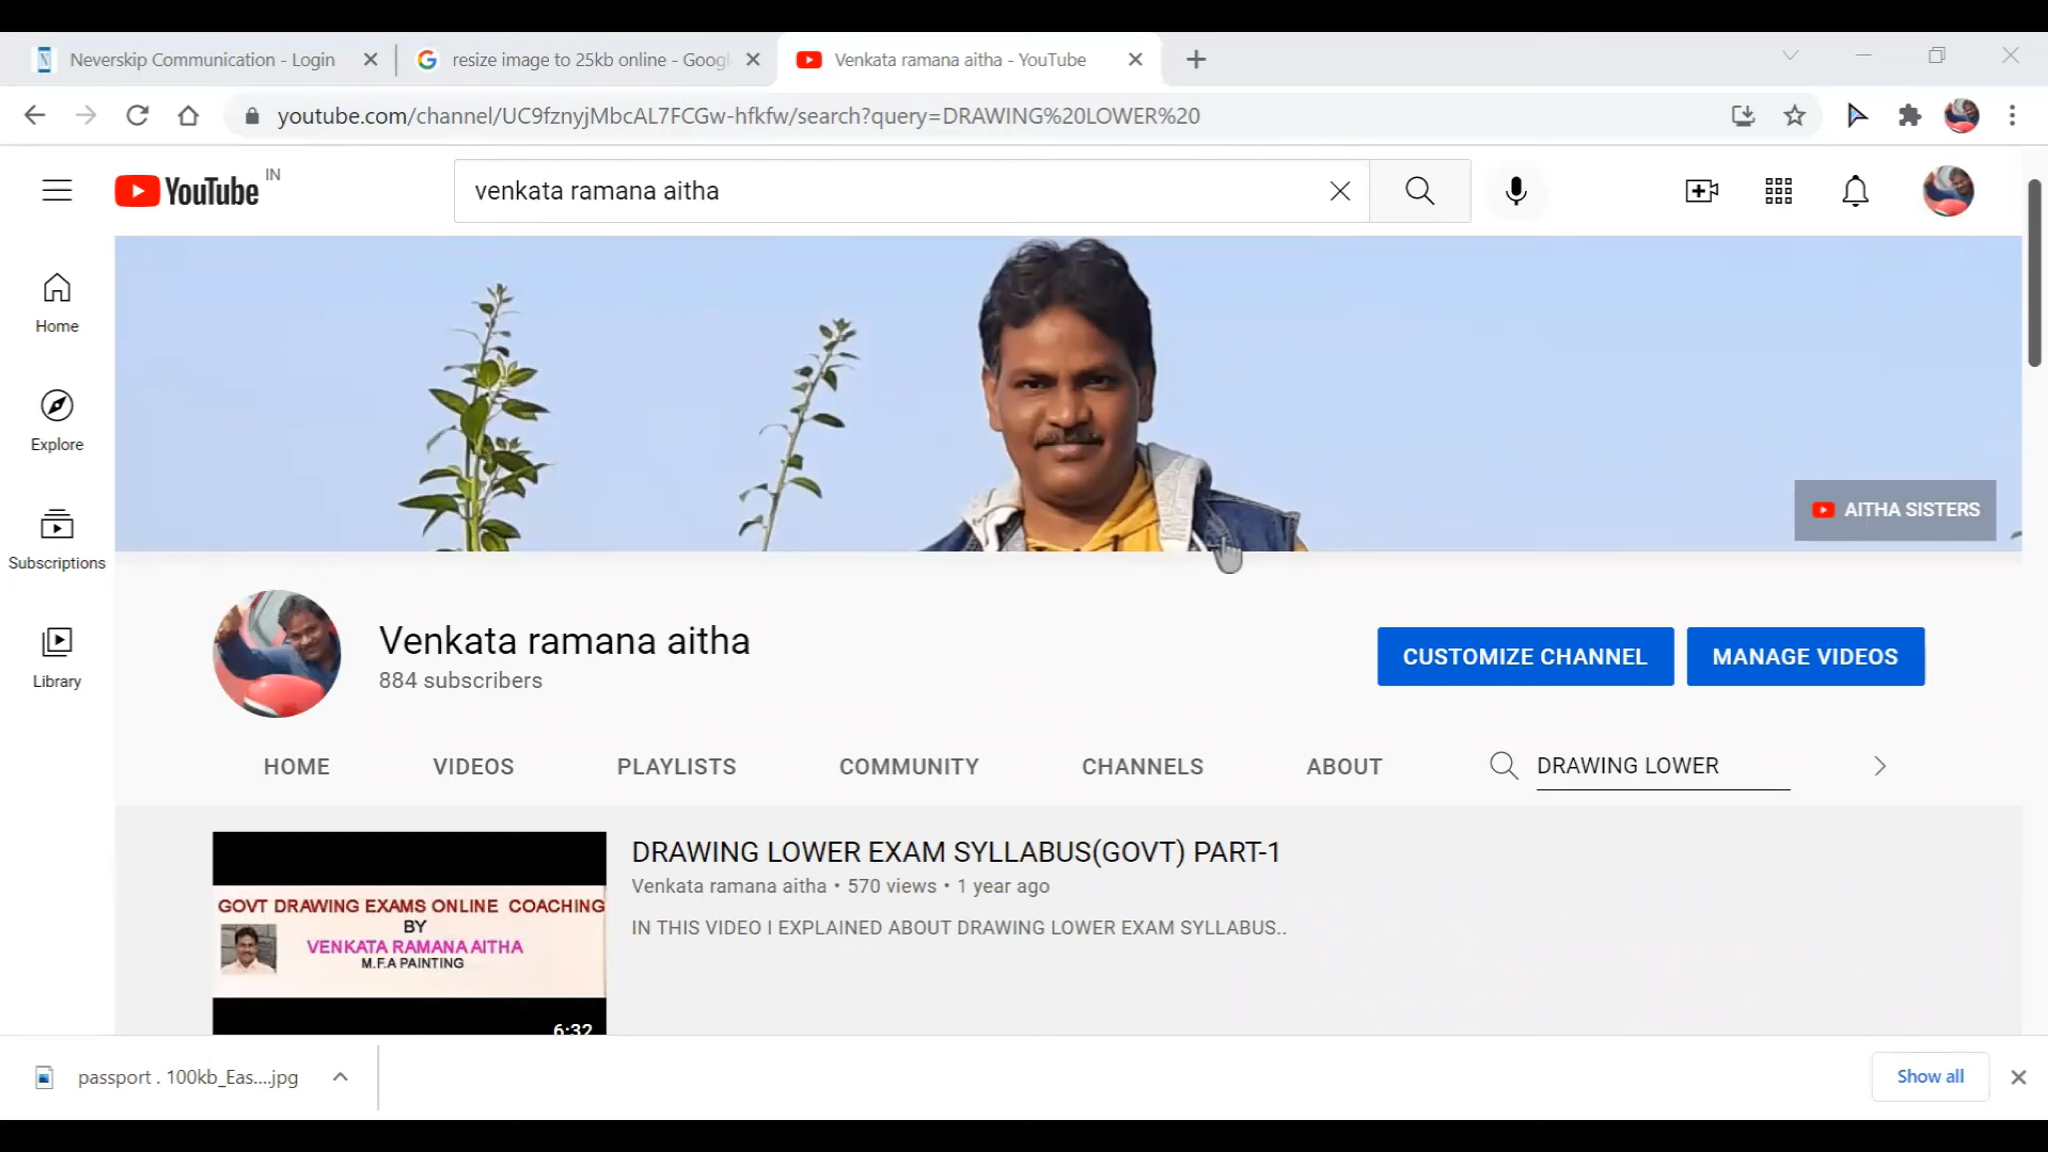 Neverskip Communication - Login
resize image to 25kb online - Googl
Venkata ramana aitha - YouTube
youtube.com/channel/UC9fznyjMbcAL7FCGw-hfkfw/search?query=DRAWING%20LOWER%20
YouTube IN
venkata ramana aitha
Home
Explore
Subscriptions
Library
AITHA SISTERS
Venkata ramana aitha
884 subscribers
CUSTOMIZE CHANNEL
MANAGE VIDEOS
HOME VIDEOS PLAYLISTS COMMUNITY CHANNELS ABOUT DRAWING LOWER
GOVT DRAWING EXAMS ONLINE COACHING
BY
VENKATA RAMANA AITHA
M.F.A PAINTING
6:32
DRAWING LOWER EXAM SYLLABUS(GOVT) PART-1
Venkata ramana aitha • 570 views • 1 year ago
IN THIS VIDEO I EXPLAINED ABOUT DRAWING LOWER EXAM SYLLABUS..
passport . 100kb_Eas....jpg
Show all